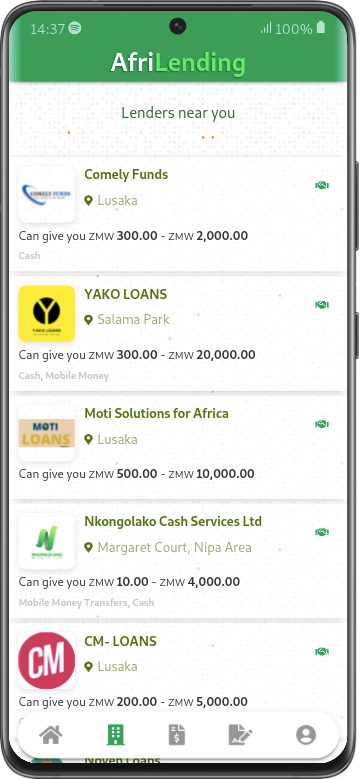 14:37
100%
AfriLending
Lenders near you
COMELY FUNDS
Comely Funds
Lusaka
Can give you ZMW 300.00 - ZMW 2,000.00
Cash
YAKO LOANS
YAKO LOANS
Salama Park
Can give you ZMW 300.00 - ZMW 20,000.00
Cash, Mobile Money
MOTI
LOANS
Moti Solutions for Africa
Lusaka
Can give you ZMW 500.00 - ZMW 10,000.00
NKONGOLAKO
Nkongolako Cash Services Ltd
Margaret Court, Nipa Area
Can give you ZMW 10.00 - ZMW 4,000.00
Mobile Money Transfers, Cash
CM
CM- LOANS
Lusaka
Can give you ZMW 200.00 - ZMW 5,000.00
Noven Loans